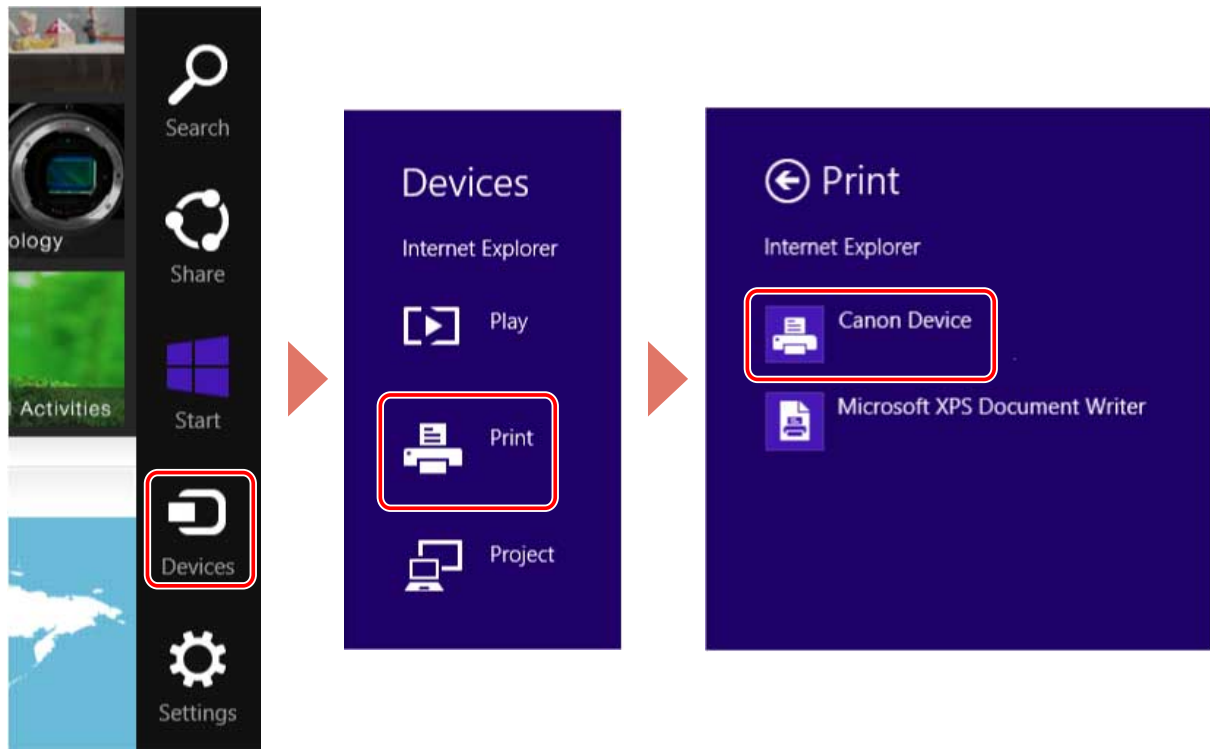 Search
ology
Share
Activities
Start
Devices
Settings
Devices
Internet Explorer
Play
Print
Project
Print
Internet Explorer
Canon Device
Microsoft XPS Document Writer